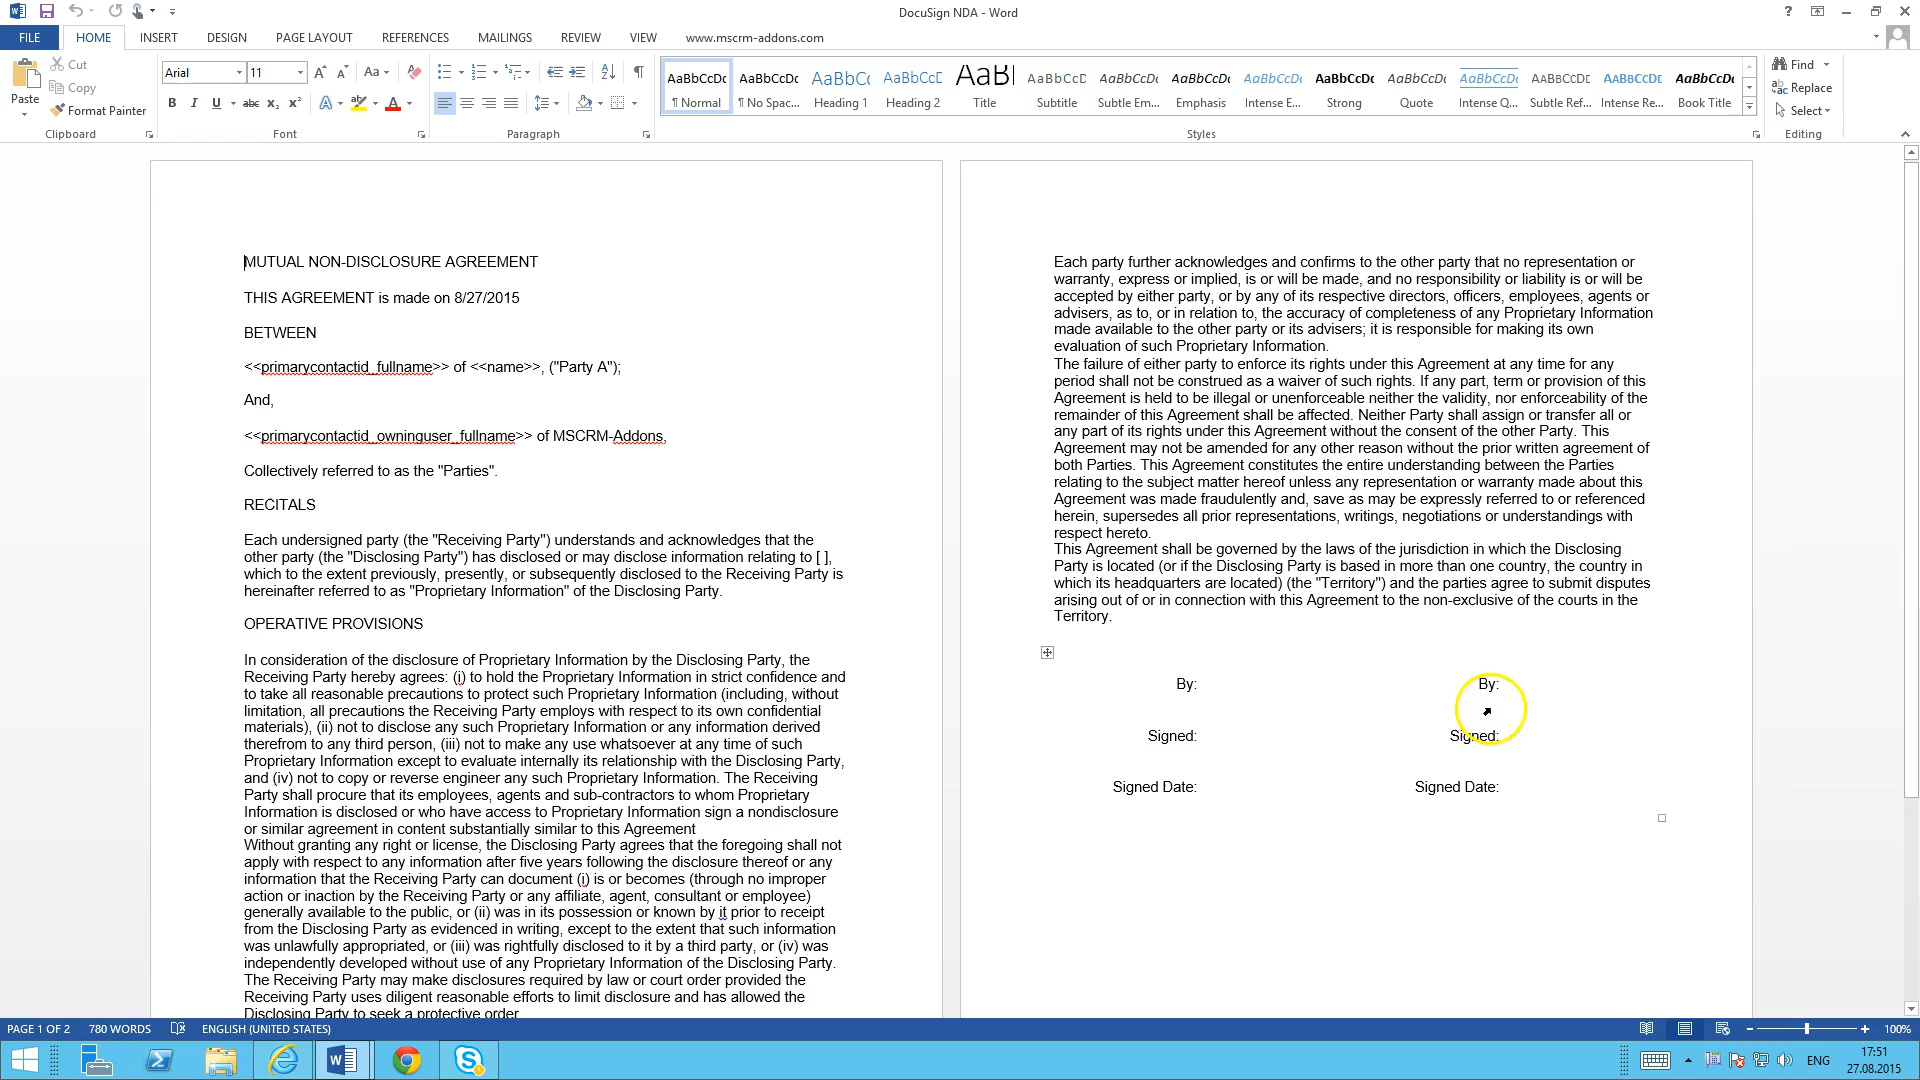 DocuSign NDA - Word
FILE
HOME
INSERT
DESIGN
PAGE LAYOUT
REFERENCES
MAILINGS
REVIEW
VIEW
www.mscrm-addons.com
Paste
Cut
Copy
Format Painter
Clipboard
Arial
11
Font
Paragraph
AaBbCcDc
¶ Normal
AaBbCcDc
¶ No Spac...
AaBbC
Heading 1
AaBbCcD
Heading 2
AaBl
Title
AaBbCcD
Subtitle
AaBbCcDc
Subtle Em...
AaBbCcDc
Emphasis
AaBbCcDc
Intense E...
AaBbCcDc
Strong
AaBbCcDc
Quote
AaBbCcDc
Intense Q...
AaBbCcDc
Subtle Ref...
AaBbCcDc
Intense Re...
AaBbCcDc
Book Title
Styles
Find
Replace
Select
Editing
MUTUAL NON-DISCLOSURE AGREEMENT
THIS AGREEMENT is made on 8/27/2015
BETWEEN
<<primarycontactid_fullname>> of <<name>>, ("Party A");
And,
<<primarycontactid_owninguser_fullname>> of MSCRM-Addons,
Collectively referred to as the "Parties".
RECITALS
Each undersigned party (the "Receiving Party") understands and acknowledges that the
other party (the "Disclosing Party") has disclosed or may disclose information relating to [ ],
which to the extent previously, presently, or subsequently disclosed to the Receiving Party is
hereinafter referred to as "Proprietary Information" of the Disclosing Party.
OPERATIVE PROVISIONS
In consideration of the disclosure of Proprietary Information by the Disclosing Party, the
Receiving Party hereby agrees: (i) to hold the Proprietary Information in strict confidence and
to take all reasonable precautions to protect such Proprietary Information (including, without
limitation, all precautions the Receiving Party employs with respect to its own confidential
materials), (ii) not to disclose any such Proprietary Information or any information derived
therefrom to any third person, (iii) not to make any use whatsoever at any time of such
Proprietary Information except to evaluate internally its relationship with the Disclosing Party,
and (iv) not to copy or reverse engineer any such Proprietary Information. The Receiving
Party shall procure that its employees, agents and sub-contractors to whom Proprietary
Information is disclosed or who have access to Proprietary Information sign a nondisclosure
or similar agreement in content substantially similar to this Agreement
Without granting any right or license, the Disclosing Party agrees that the foregoing shall not
apply with respect to any information after five years following the disclosure thereof or any
information that the Receiving Party can document (i) is or becomes (through no improper
action or inaction by the Receiving Party or any affiliate, agent, consultant or employee)
generally available to the public, or (ii) was in its possession or known by it prior to receipt
from the Disclosing Party as evidenced in writing, except to the extent that such information
was unlawfully appropriated, or (iii) was rightfully disclosed to it by a third party, or (iv) was
independently developed without use of any Proprietary Information of the Disclosing Party.
The Receiving Party may make disclosures required by law or court order provided the
Receiving Party uses diligent reasonable efforts to limit disclosure and has allowed the
Disclosing Party to seek a protective order
Each party further acknowledges and confirms to the other party that no representation or
warranty, express or implied, is or will be made, and no responsibility or liability is or will be
accepted by either party, or by any of its respective directors, officers, employees, agents or
advisers, as to, or in relation to, the accuracy of completeness of any Proprietary Information
made available to the other party or its advisers; it is responsible for making its own
evaluation of such Proprietary Information.
The failure of either party to enforce its rights under this Agreement at any time for any
period shall not be construed as a waiver of such rights. If any part, term or provision of this
Agreement is held to be illegal or unenforceable neither the validity, nor enforceability of the
remainder of this Agreement shall be affected. Neither Party shall assign or transfer all or
any part of its rights under this Agreement without the consent of the other Party. This
Agreement may not be amended for any other reason without the prior written agreement of
both Parties. This Agreement constitutes the entire understanding between the Parties
relating to the subject matter hereof unless any representation or warranty made about this
Agreement was made fraudulently and, save as may be expressly referred to or referenced
herein, supersedes all prior representations, writings, negotiations or understandings with
respect hereto.
This Agreement shall be governed by the laws of the jurisdiction in which the Disclosing
Party is located (or if the Disclosing Party is based in more than one country, the country in
which its headquarters are located) (the "Territory") and the parties agree to submit disputes
arising out of or in connection with this Agreement to the non-exclusive of the courts in the
Territory.
By: By:
Signed: Signed:
Signed Date: Signed Date:
PAGE 1 OF 2
780 WORDS
ENGLISH (UNITED STATES)
100%
ENG
17:51
27.08.2015